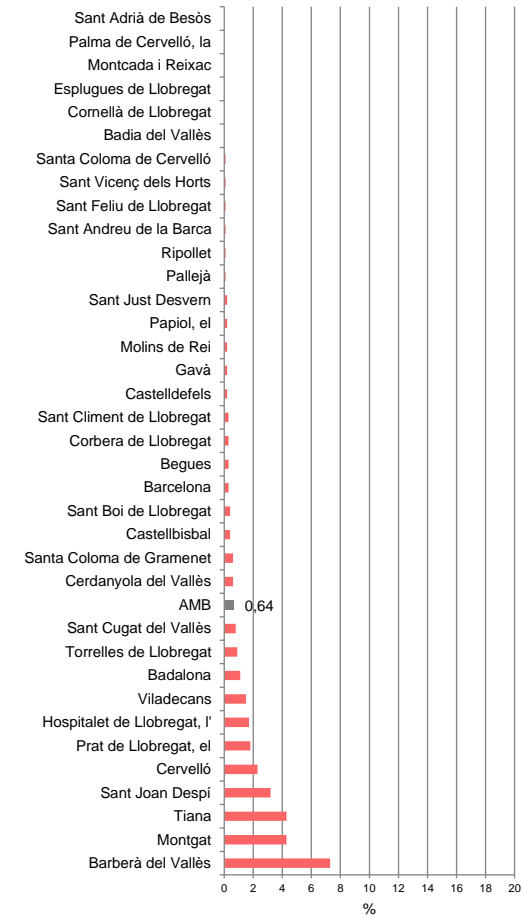 Sant Adrià de Besòs
Palma de Cervelló, la
Montcada i Reixac
Esplugues de Llobregat
Cornellà de Llobregat
Badia del Vallès
Santa Coloma de Cervelló
Sant Vicenç dels Horts
Sant Feliu de Llobregat
Sant Andreu de la Barca
Ripollet
Pallejà
Sant Just Desvern
Papiol, el
Molins de Rei
Gavà
Castelldefels
Sant Climent de Llobregat
Corbera de Llobregat
Begues
Barcelona
Sant Boi de Llobregat
Castellbisbal
Santa Coloma de Gramenet
Cerdanyola del Vallès
AMB 0,64
Sant Cugat del Vallès
Torrelles de Llobregat
Badalona
Viladecans
Hospitalet de Llobregat, l'
Prat de Llobregat, el
Cervelló
Sant Joan Despí
Tiana
Montgat
Barberà del Vallès
0 2 4 6 8 10 12 14 16 18 20
%